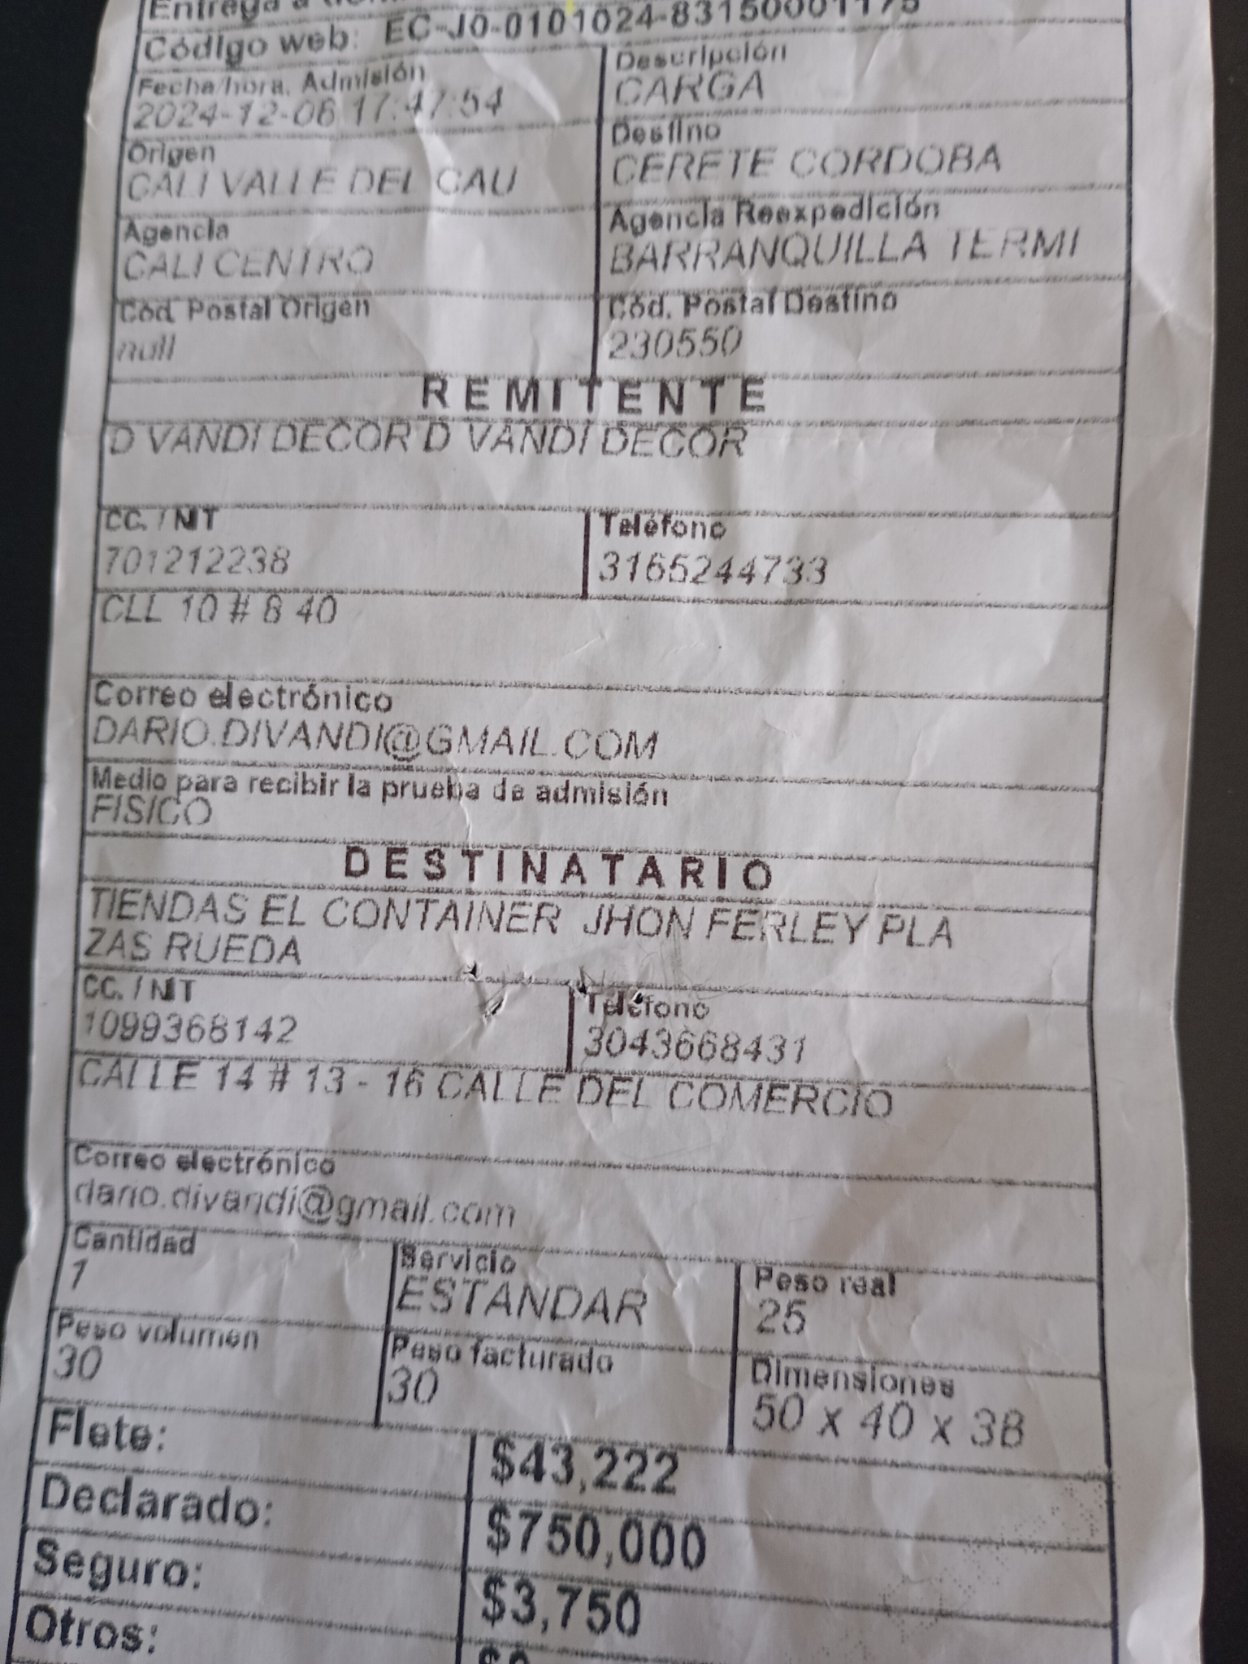 Entrega a
Código web: EC-J0-0101024-83150001175
Fecha/hora. Admisión
2024-12-06 17:47:54
Descripción
CARGA
Origen
CALI VALLE DEL CAU
Destino
CERETE CORDOBA
Agencia
CALI CENTRO
Agencia Reexpedición
BARRANQUILLA TERMI
Cód. Postal Origen
null
Cód. Postal Destino
230550
REMITENTE
D VANDI DECOR D VANDI DECOR
CC. / NIT
701212238
Teléfono
3165244733
CLL 10 # 8 40
Correo electrónico
DARIO.DIVANDI@GMAIL.COM
Medio para recibir la prueba de admisión
FISICO
DESTINATARIO
TIENDAS EL CONTAINER JHON FERLEY PLA
ZAS RUEDA
CC. / NIT
1099368142
Teléfono
3043668431
CALLE 14 # 13 - 16 CALLE DEL COMERCIO
Correo electrónico
dario.divandi@gmail.com
Cantidad
1
Servicio
ESTANDAR
Peso real
25
Peso volumen
30
Peso facturado
30
Dimensiones
50 x 40 x 38
Flete: $43,222
Declarado: $750,000
Seguro: $3,750
Otros: $0